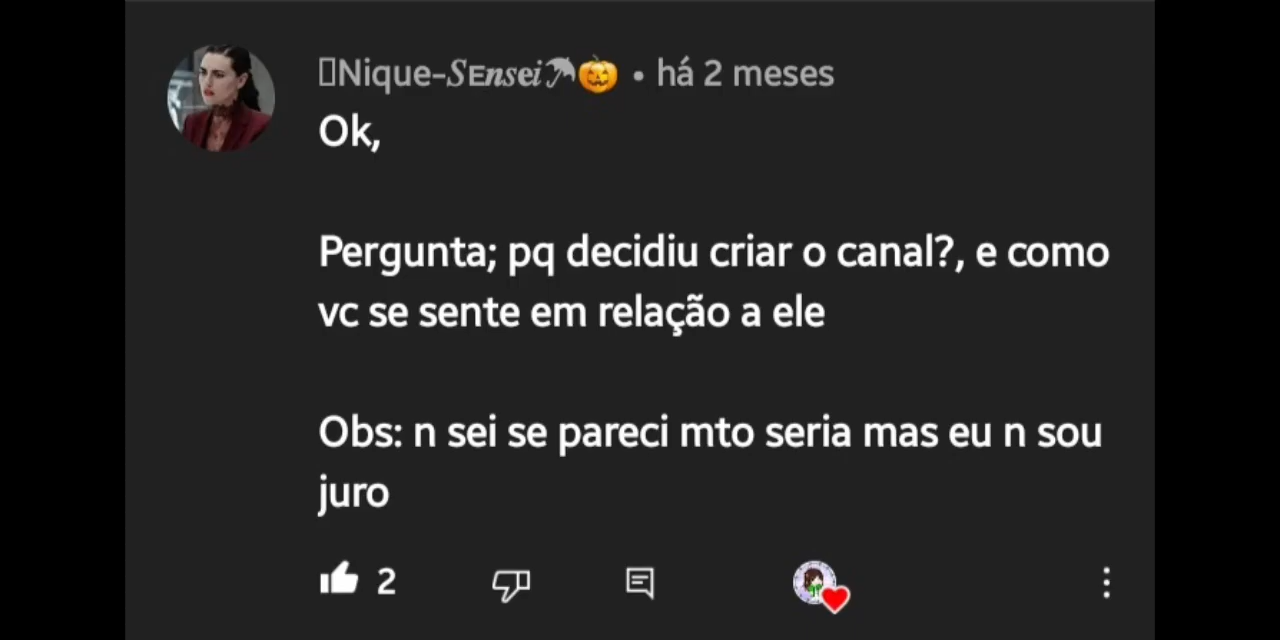 Nique-SEnsei☂🎃 • há 2 meses
Ok,
Pergunta; pq decidiu criar o canal?, e como
vc se sente em relação a ele
Obs: n sei se pareci mto seria mas eu n sou
juro
2